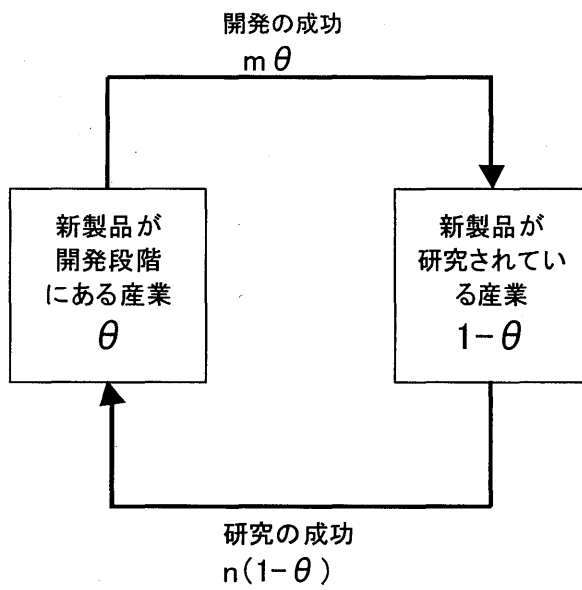 開発の成功
mθ
新製品が
開発段階
にある産業
θ
新製品が
研究されてい
る産業
1-θ
研究の成功
n(1-θ)